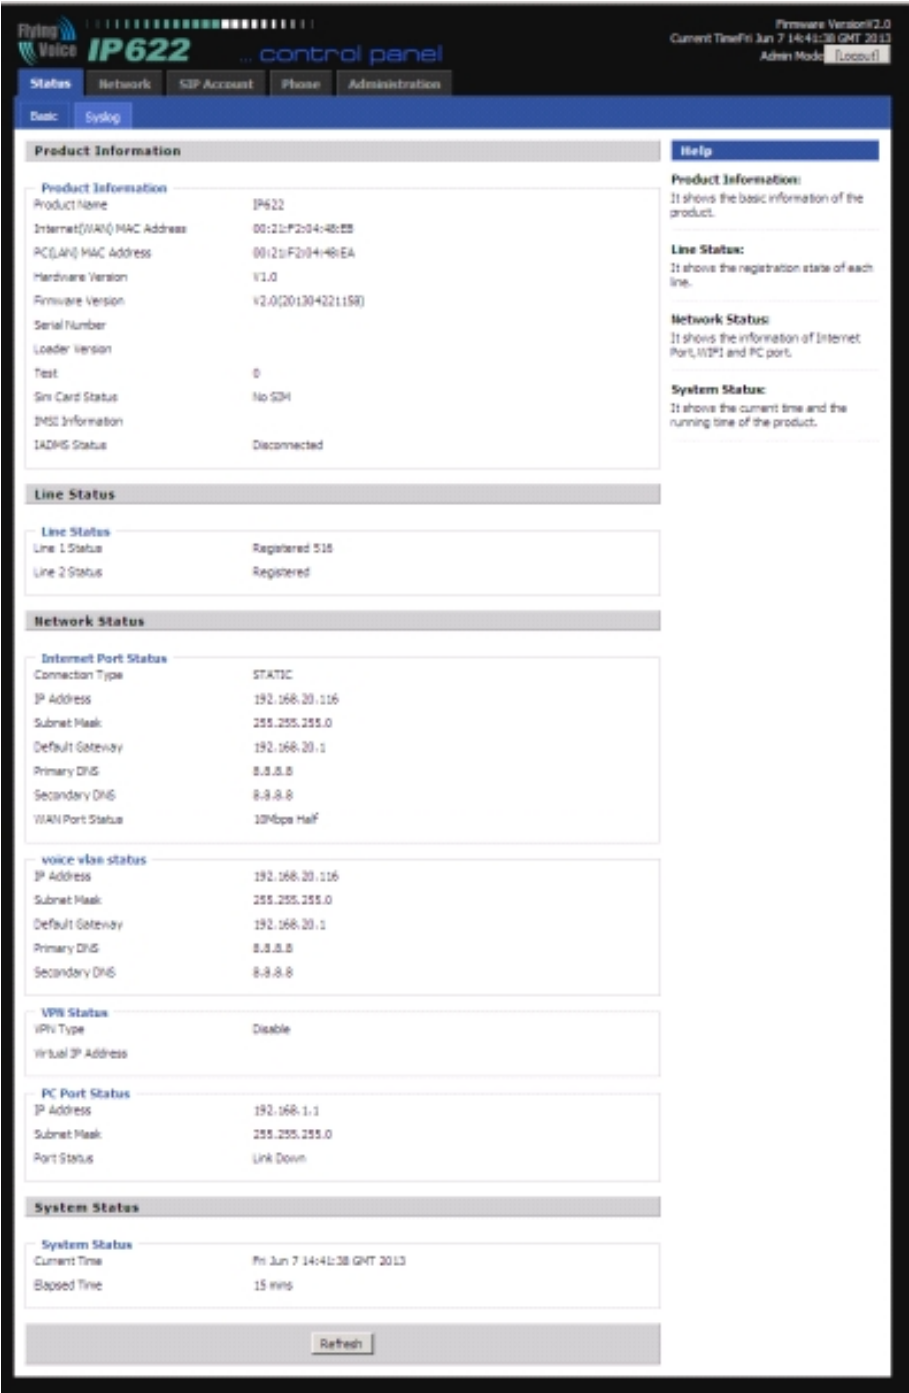 Flying Voice IP622 ... control panel
Firmware VersionV2.0
Current TimeFri Jun 7 14:41:38 GMT 2013
Admin Mode [Logout]
Status Network SIP Account Phone Administration
Basic Syslog
Product Information
Product Information
Product Name IP622
Internet(WAN) MAC Address 00:21:F2:04:48:EB
PC(LAN) MAC Address 00:21:F2:04:48:EA
Hardware Version V1.0
Firmware Version V2.0(201304221158)
Serial Number
Loader Version
Test 0
Sim Card Status No SIM
IMSI Information
IADMS Status Disconnected
Line Status
Line Status
Line 1 Status Registered 516
Line 2 Status Registered
Network Status
Internet Port Status
Connection Type STATIC
IP Address 192.168.20.116
Subnet Mask 255.255.255.0
Default Gateway 192.168.20.1
Primary DNS 8.8.8.8
Secondary DNS 8.8.8.8
WAN Port Status 10Mbps Half
voice vlan status
IP Address 192.168.20.116
Subnet Mask 255.255.255.0
Default Gateway 192.168.20.1
Primary DNS 8.8.8.8
Secondary DNS 8.8.8.8
VPN Status
VPN Type Disable
Virtual IP Address
PC Port Status
IP Address 192.168.1.1
Subnet Mask 255.255.255.0
Port Status Link Down
System Status
System Status
Current Time Fri Jun 7 14:41:38 GMT 2013
Elapsed Time 15 mins
Refresh
Help
Product Information:
It shows the basic information of the
product.
Line Status:
It shows the registration state of each
line.
Network Status:
It shows the information of Internet
Port,WIFI and PC port.
System Status:
It shows the current time and the
running time of the product.